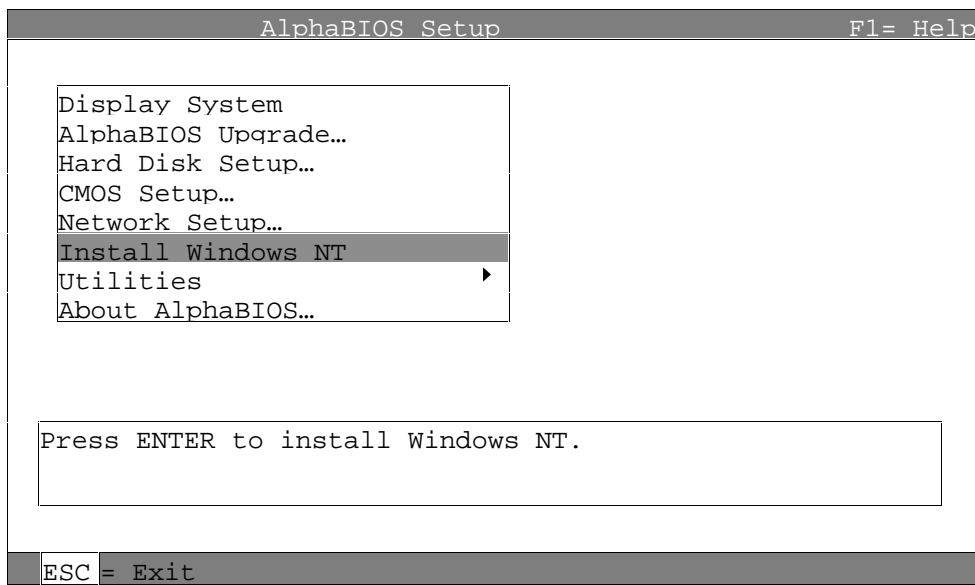 AlphaBIOS Setup F1= Help
Display System
AlphaBIOS Upgrade…
Hard Disk Setup…
CMOS Setup…
Network Setup…
Install Windows NT
Utilities
About AlphaBIOS…
Press ENTER to install Windows NT.
ESC = Exit